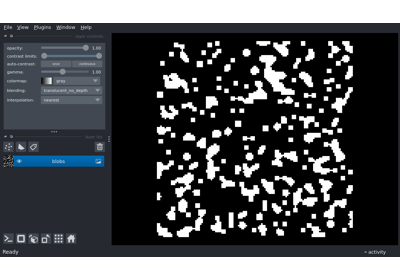 File View Plugins Window Help
opacity: 1.00
contrast limits:
auto-contrast: once continuous
gamma: 1.00
colormap: gray
blending: translucent_no_depth
interpolation: nearest
blobs
Ready
activity